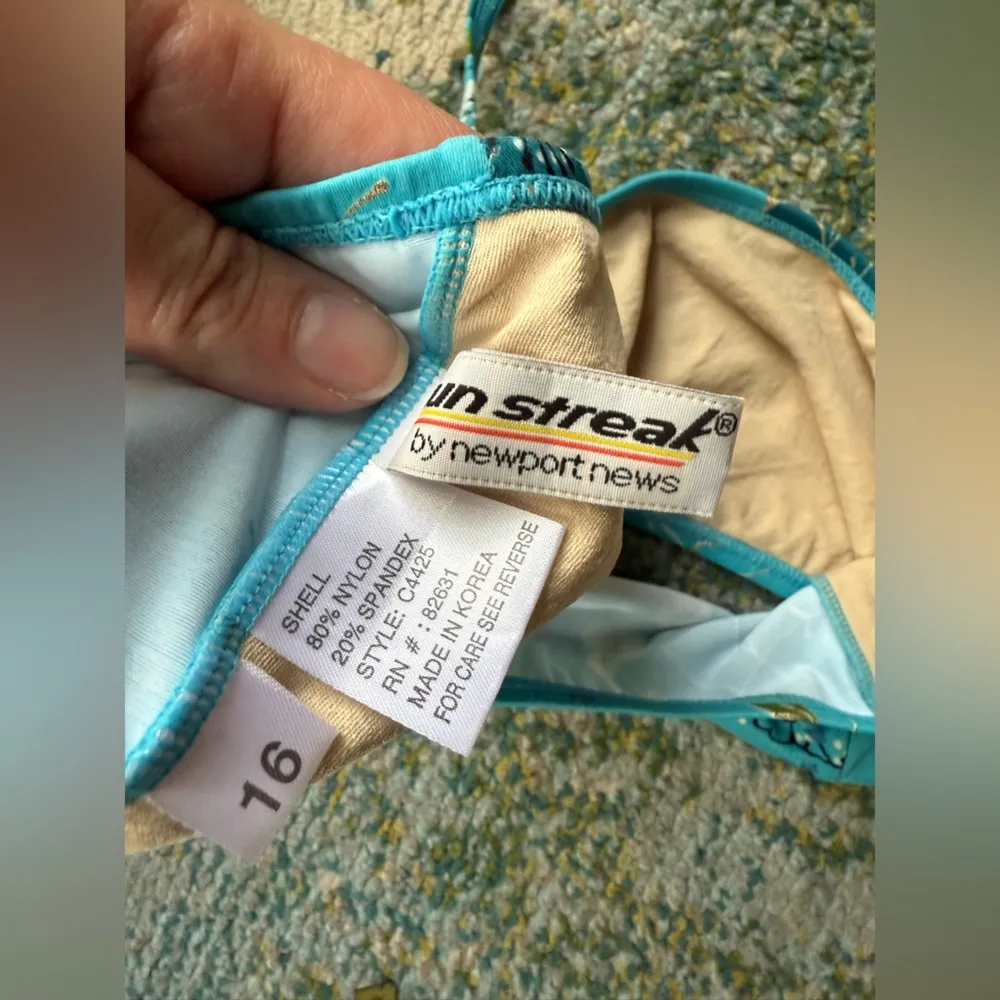 un streak®
by newport news
SHELL
80% NYLON
20% SPANDEX
STYLE: C4425
RN # : 82631
MADE IN KOREA
FOR CARE SEE REVERSE
16